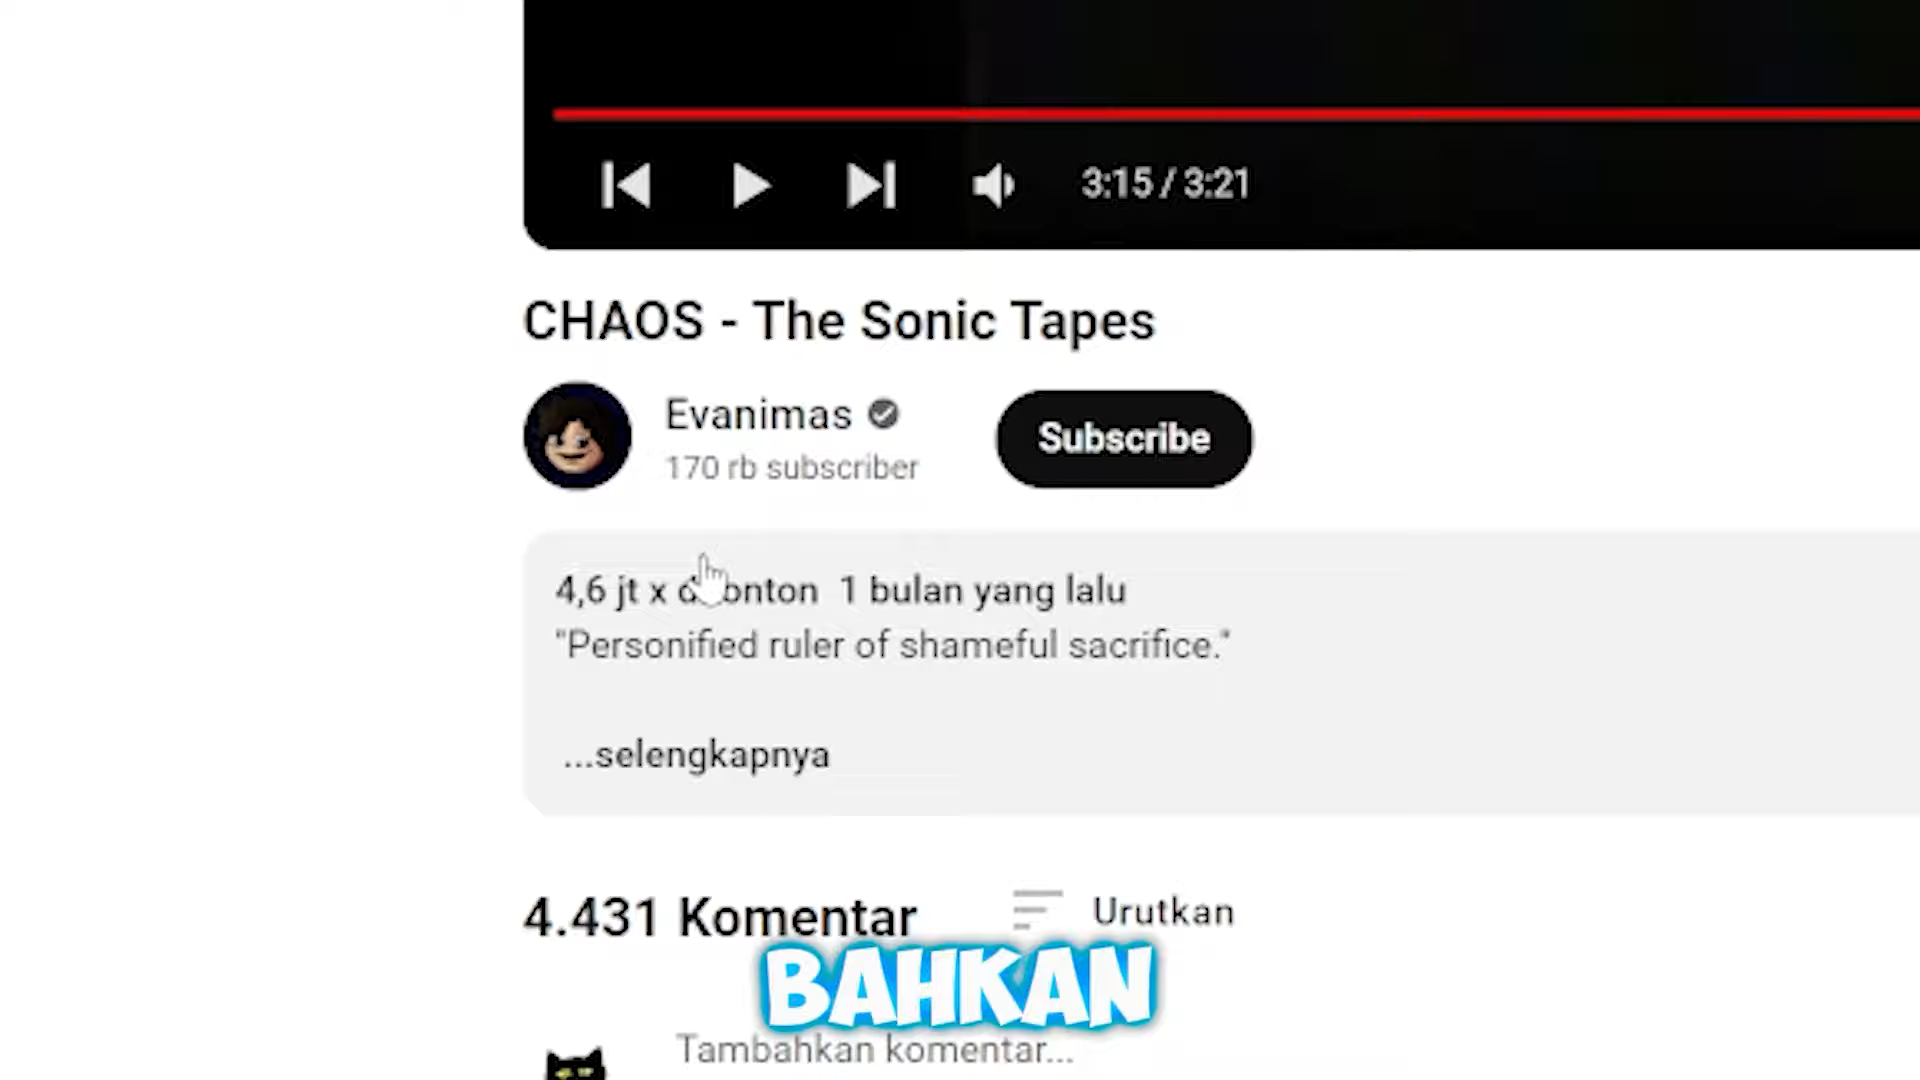 3:15 / 3:21
CHAOS - The Sonic Tapes
Evanimas
170 rb subscriber
Subscribe
4,6 jt x 1 bulan yang lalu
"Personified ruler of shameful sacrifice."
...selengkapnya
4.431 Komentar
Urutkan
BAHKAN
Tambahkan komentar...